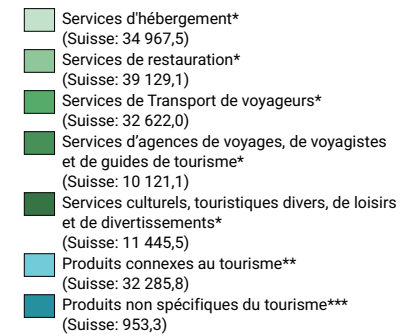 Services d'hébergement*
(Suisse: 34 967,5)
Services de restauration*
(Suisse: 39 129,1)
Services de Transport de voyageurs*
(Suisse: 32 622,0)
Services d’agences de voyages, de voyagistes
et de guides de tourisme*
(Suisse: 10 121,1)
Services culturels, touristiques divers, de loisirs
et de divertissements*
(Suisse: 11 445,5)
Produits connexes au tourisme**
(Suisse: 32 285,8)
Produits non spécifiques du tourisme***
(Suisse: 953,3)